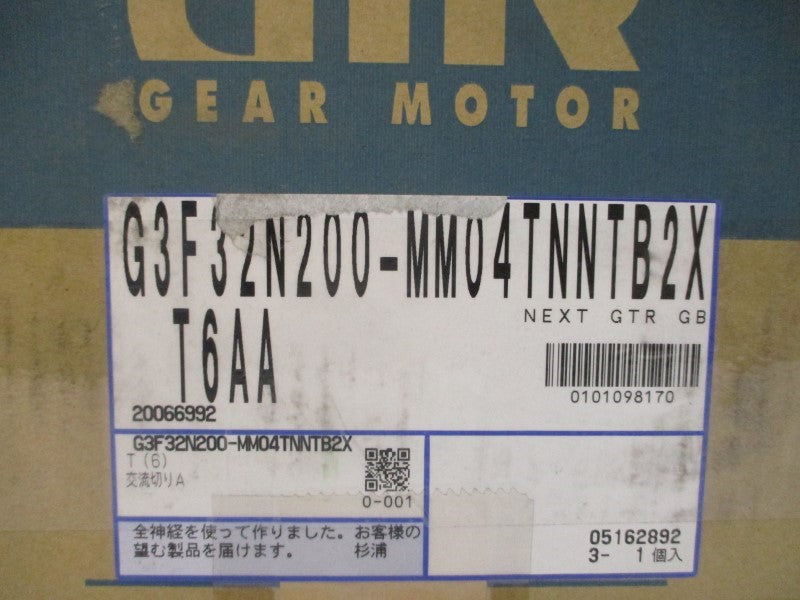 GTR
GEAR MOTOR
G3F32N200-MM04TNNTB2X
NEXT GTR GB
T6AA
0101098170
20066992
G3F32N200-MM04TNNTB2X
T (6)
交流切りA
0-001
全神経を使って作りました。お客様の
望む製品を届けます。 杉浦
05162892
3- 1個入